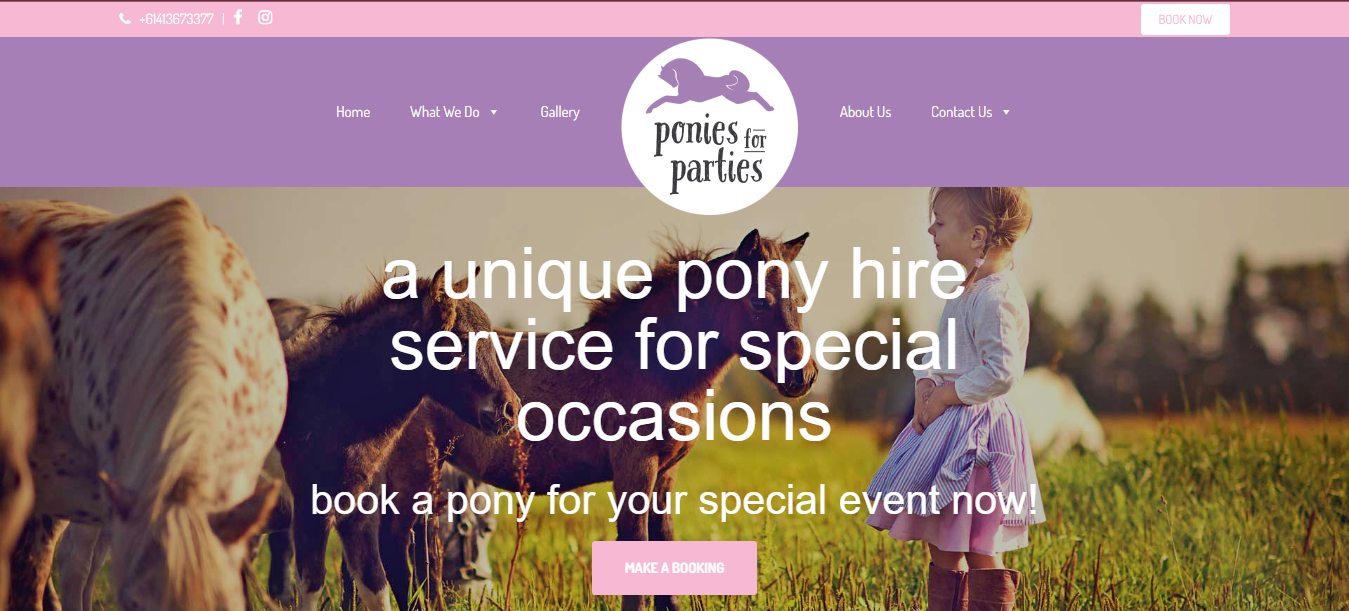 +61413673377 |
BOOK NOW
Home
What We Do
Gallery
ponies for
parties
About Us
Contact Us
a unique pony hire
service for special
occasions
book a pony for your special event now!
MAKE A BOOKING